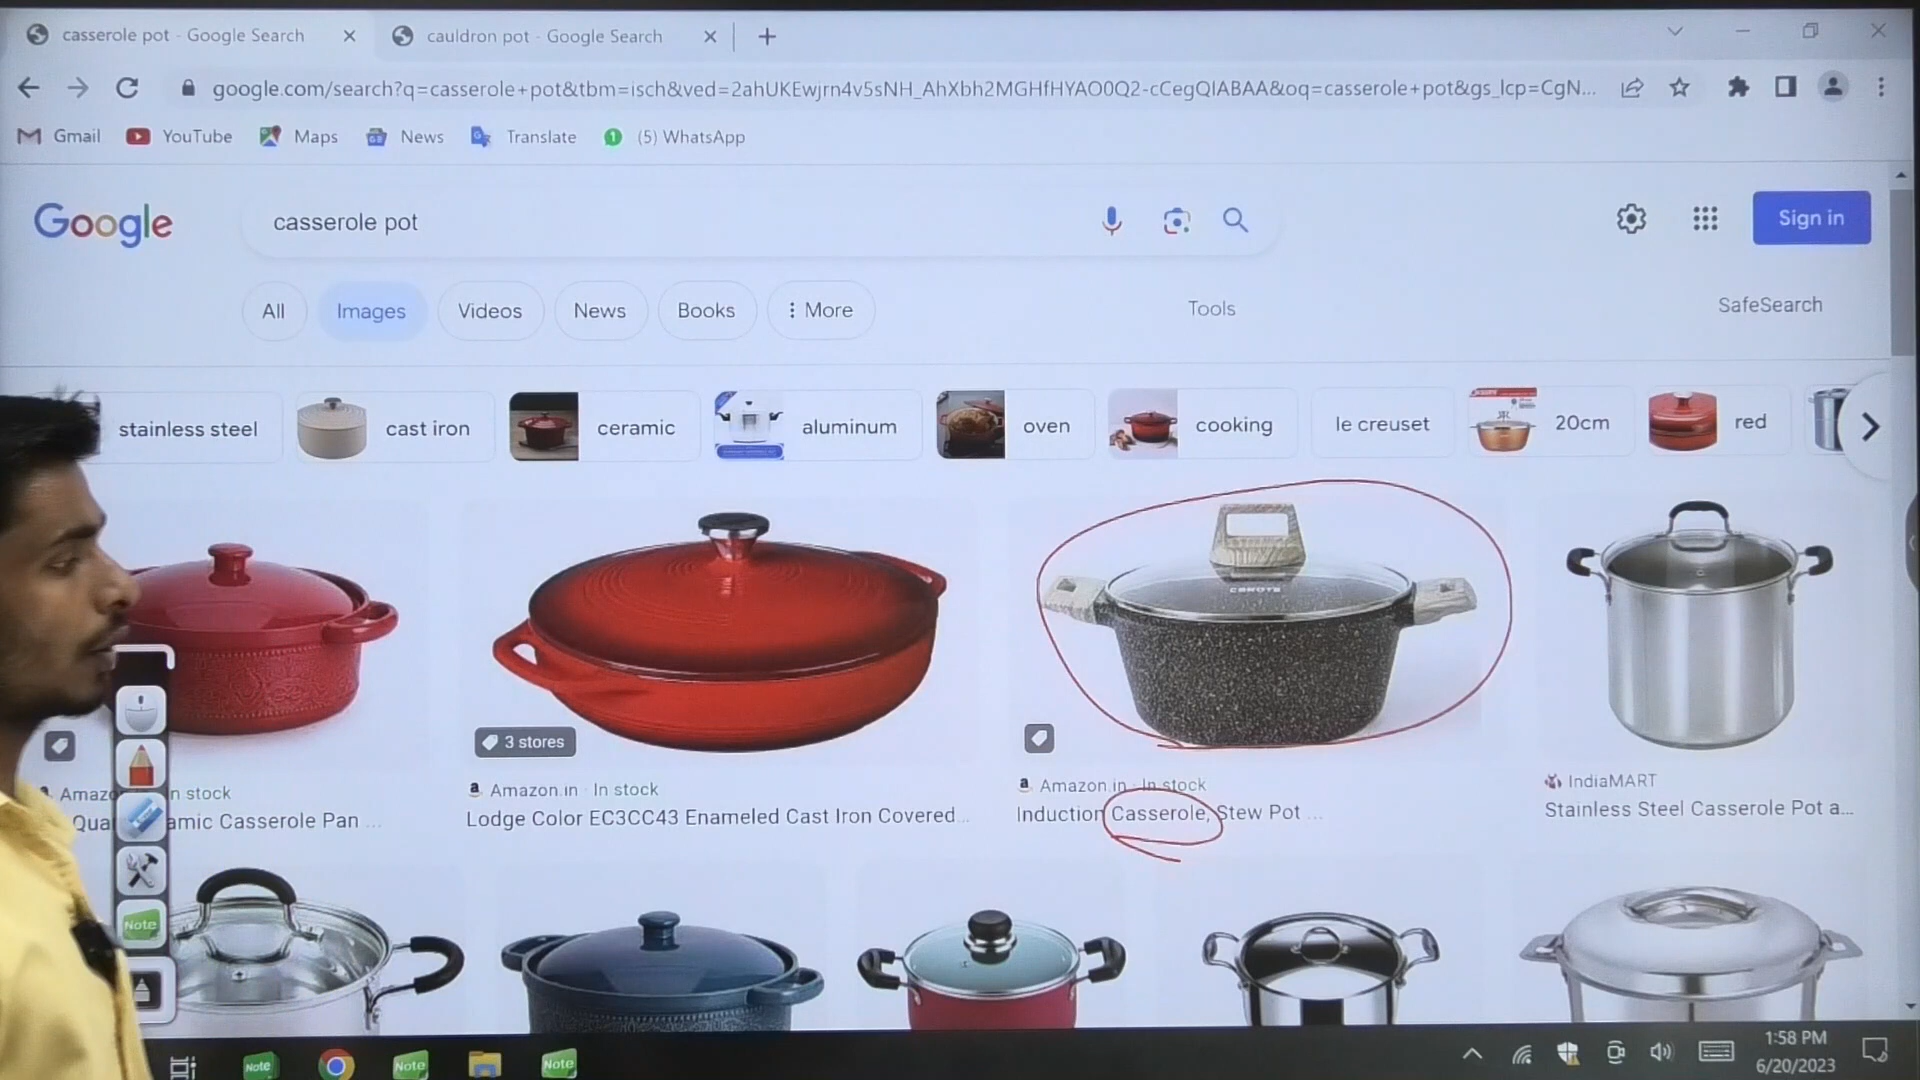 casserole pot - Google Search
cauldron pot - Google Search
google.com/search?q=casserole+pot&tbm=isch&ved=2ahUKEwjrn4v5sNH_AhXbh2MGHfHYAO0Q2-cCegQIABAA&oq=casserole+pot&gs_lcp=CgN...
Gmail YouTube Maps News Translate (5) WhatsApp
Google
casserole pot
Sign in
All Images Videos News Books More Tools SafeSearch
stainless steel cast iron ceramic aluminum oven cooking le creuset 20cm red
3 stores
Amazon.in · In stock
Amazon.in · In stock
IndiaMART
n stock
Casserole Pan ...
Lodge Color EC3CC43 Enameled Cast Iron Covered...
Induction Casserole, Stew Pot ...
Stainless Steel Casserole Pot a...
CAROTE
Note
Note
Note
Note
1:58 PM
6/20/2023